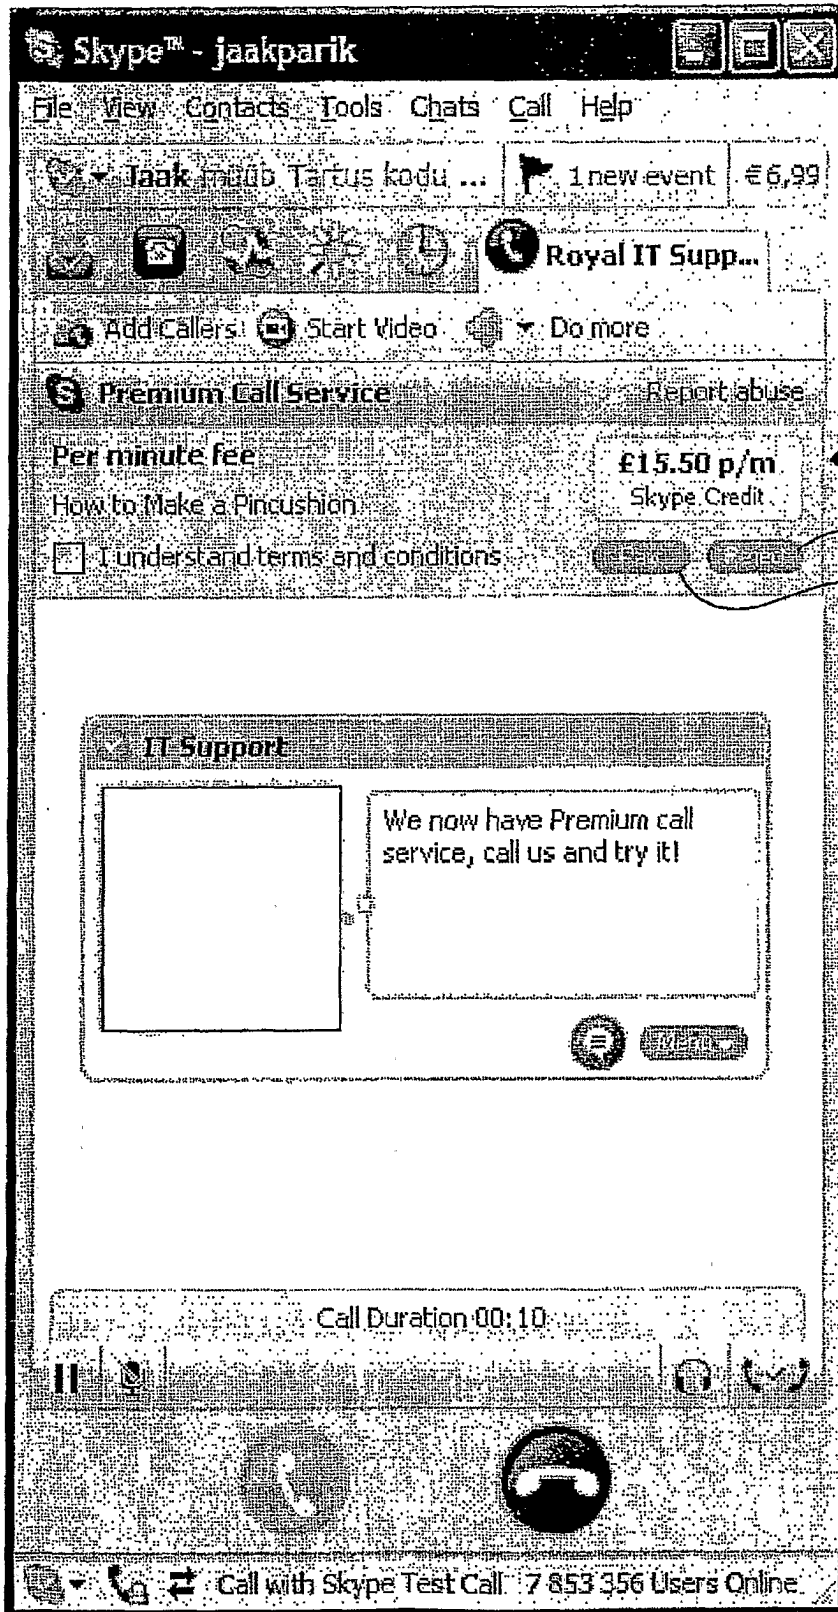 Skype™ - jaakparik
File View Contacts Tools Chats Call Help
Jaak müüb Tartus kodu ... 1 new event €6,99
Royal IT Supp...
Add Callers Start Video Do more
Premium Call Service Report abuse
Per minute fee £15.50 p/m
How to Make a Pincushion Skype Credit
I understand terms and conditions
IT Support
We now have Premium call
service, call us and try it!
Menu
Call Duration 00:10
Call with Skype Test Call 7 853 356 Users Online